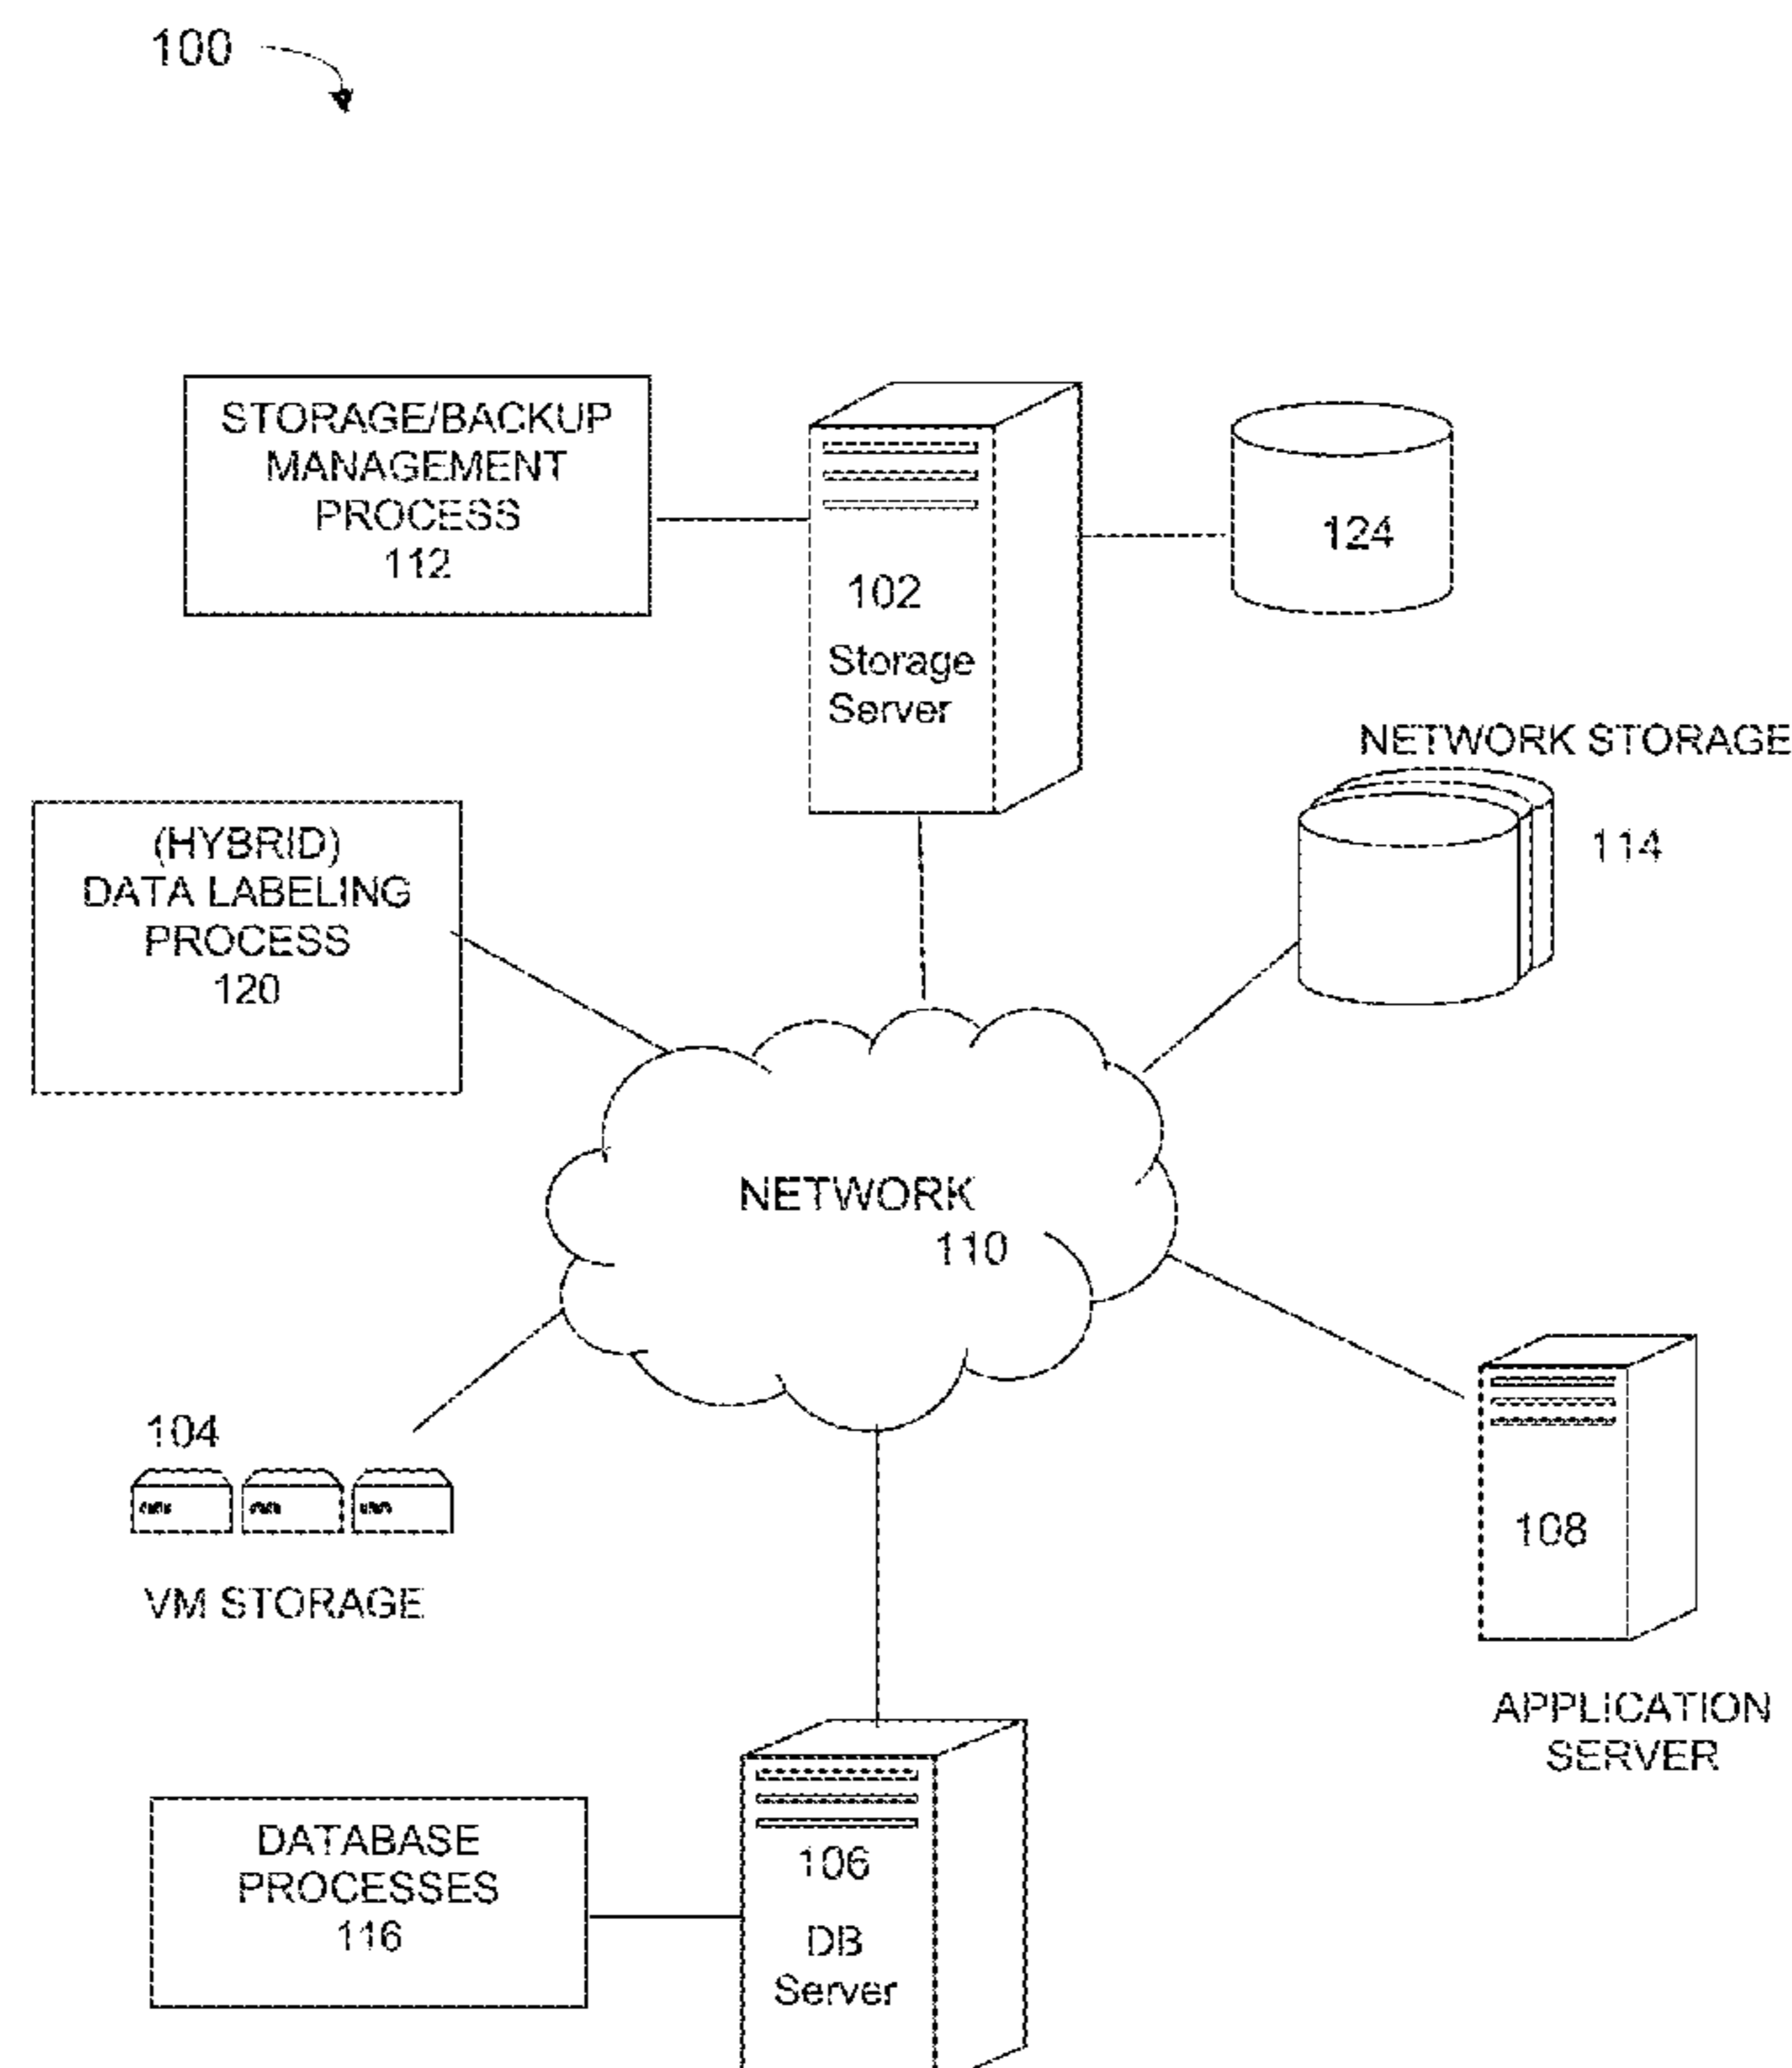 100
STORAGE/BACKUP
MANAGEMENT
PROCESS
112
102
Storage
Server
124
NETWORK STORAGE
114
(HYBRID)
DATA LABELING
PROCESS
120
NETWORK
110
104
VM STORAGE
108
APPLICATION
SERVER
DATABASE
PROCESSES
116
106
DB
Server